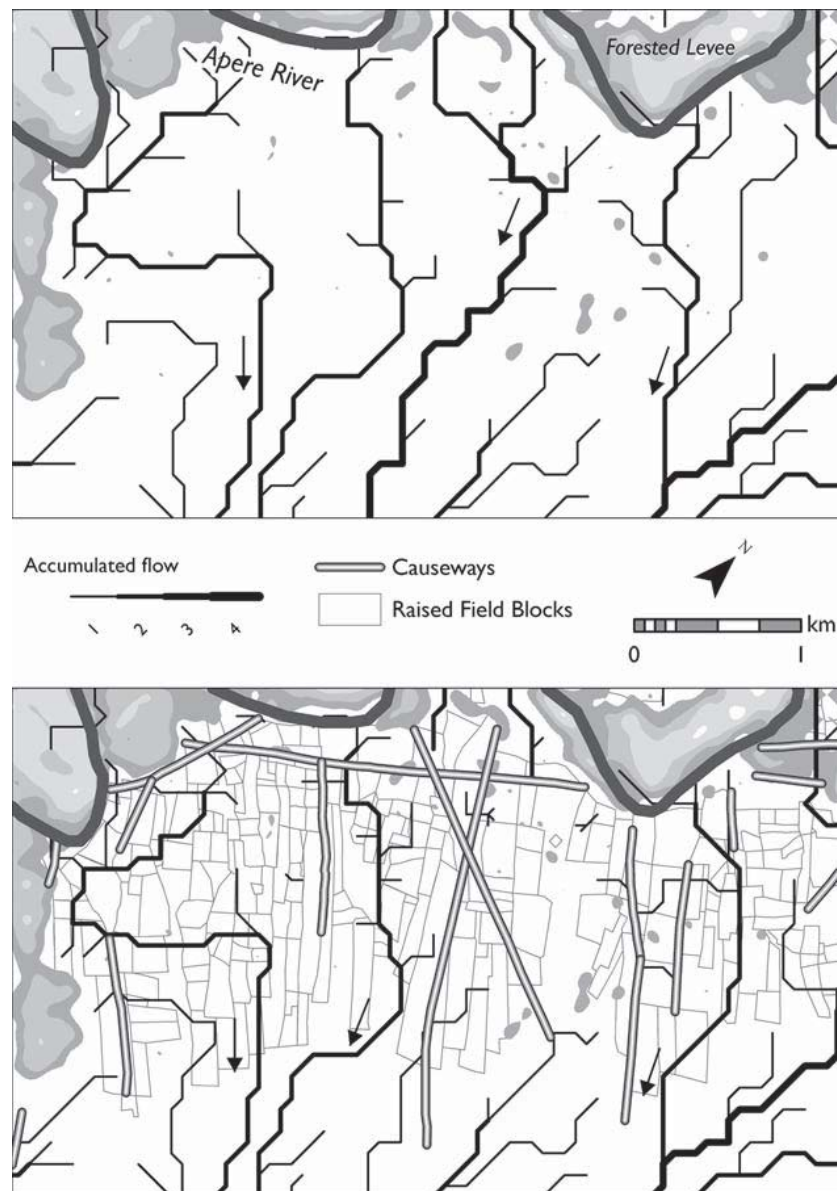 Apere River
Forested Levee
Accumulated flow
1 2 3 4
Causeways
Raised Field Blocks
N
km
0 1